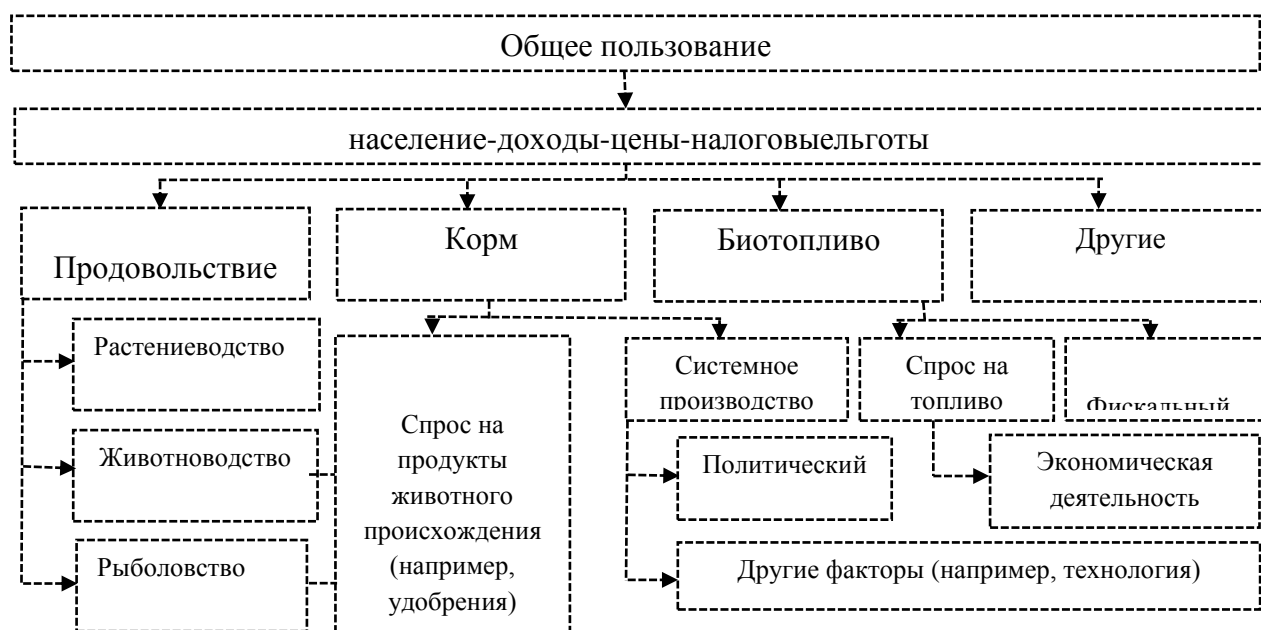 Общее пользование
население-доходы-цены-налоговыельготы
Продовольствие
Корм
Биотопливо
Другие
Растениеводство
Животноводство
Рыболовство
Спрос на
продукты
животного
происхождения
(например,
удобрения)
Системное
производство
Спрос на
топливо
Фискальный
Политический
Экономическая
деятельность
Другие факторы (например, технология)